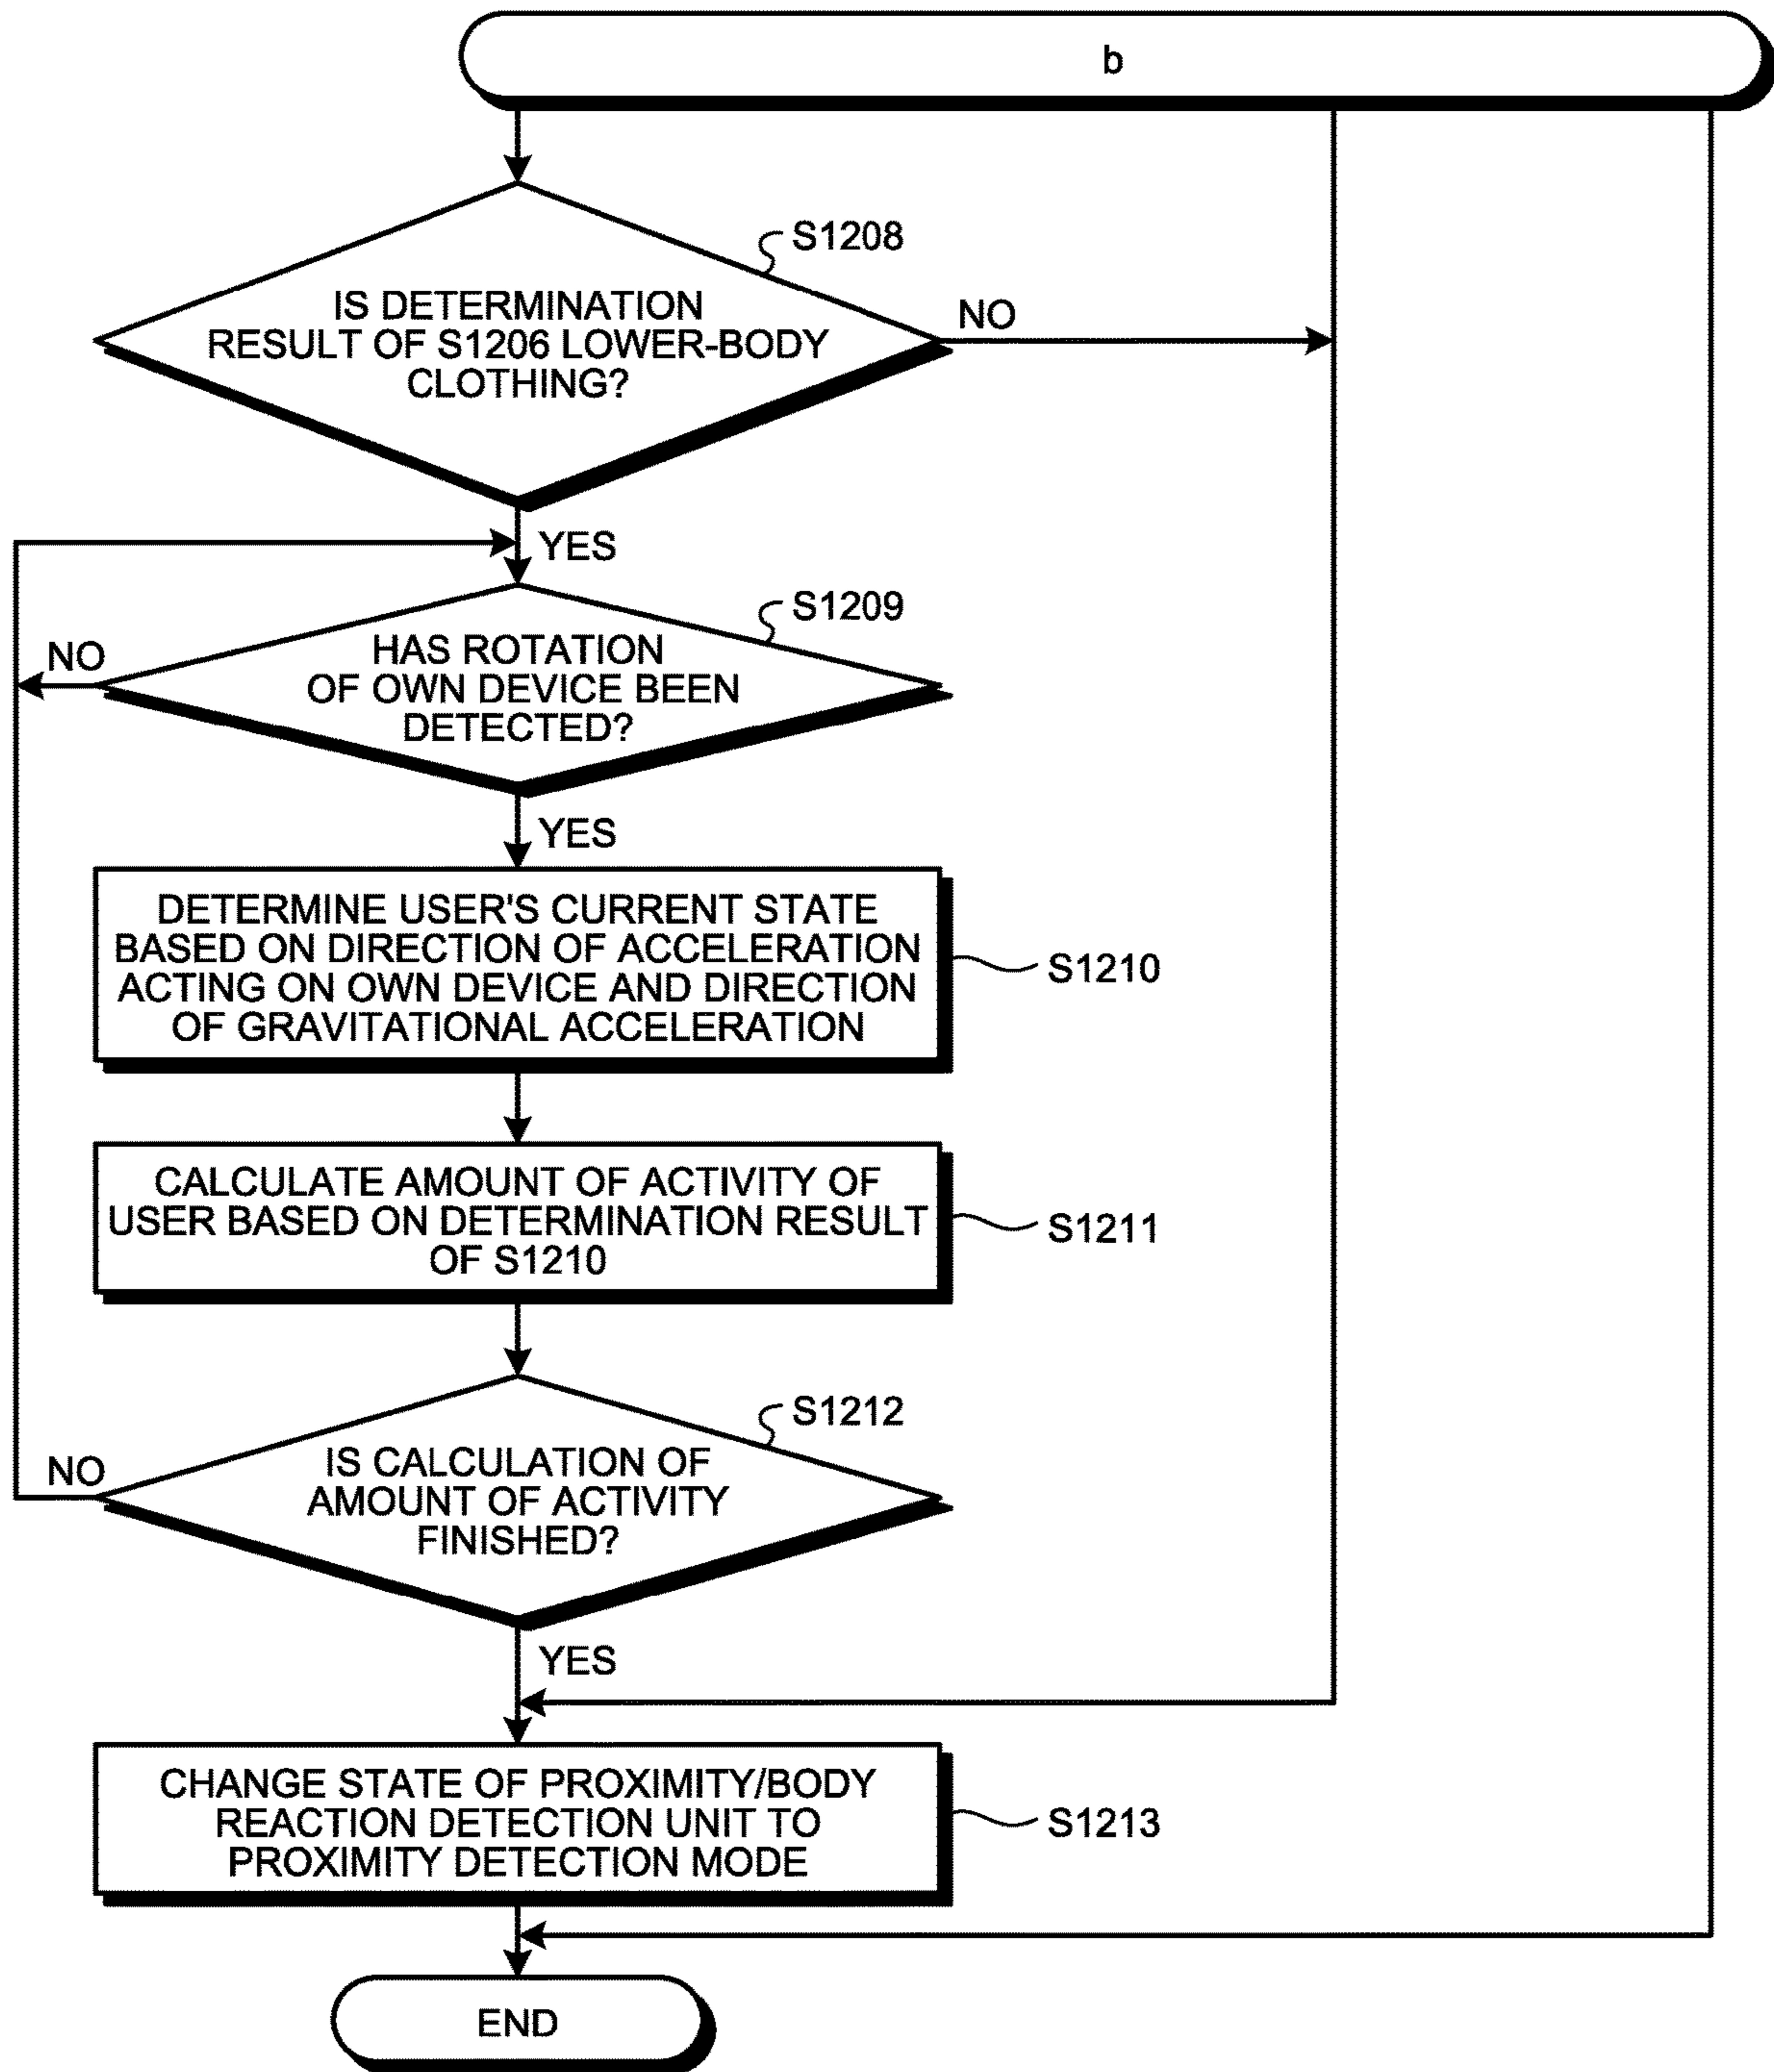 b
S1208
IS DETERMINATION
RESULT OF S1206 LOWER-BODY
CLOTHING?
NO
YES
S1209
HAS ROTATION
OF OWN DEVICE BEEN
DETECTED?
NO
YES
DETERMINE USER'S CURRENT STATE
BASED ON DIRECTION OF ACCELERATION
ACTING ON OWN DEVICE AND DIRECTION
OF GRAVITATIONAL ACCELERATION
S1210
CALCULATE AMOUNT OF ACTIVITY OF
USER BASED ON DETERMINATION RESULT
OF S1210
S1211
S1212
IS CALCULATION OF
AMOUNT OF ACTIVITY
FINISHED?
NO
YES
CHANGE STATE OF PROXIMITY/BODY
REACTION DETECTION UNIT TO
PROXIMITY DETECTION MODE
S1213
END